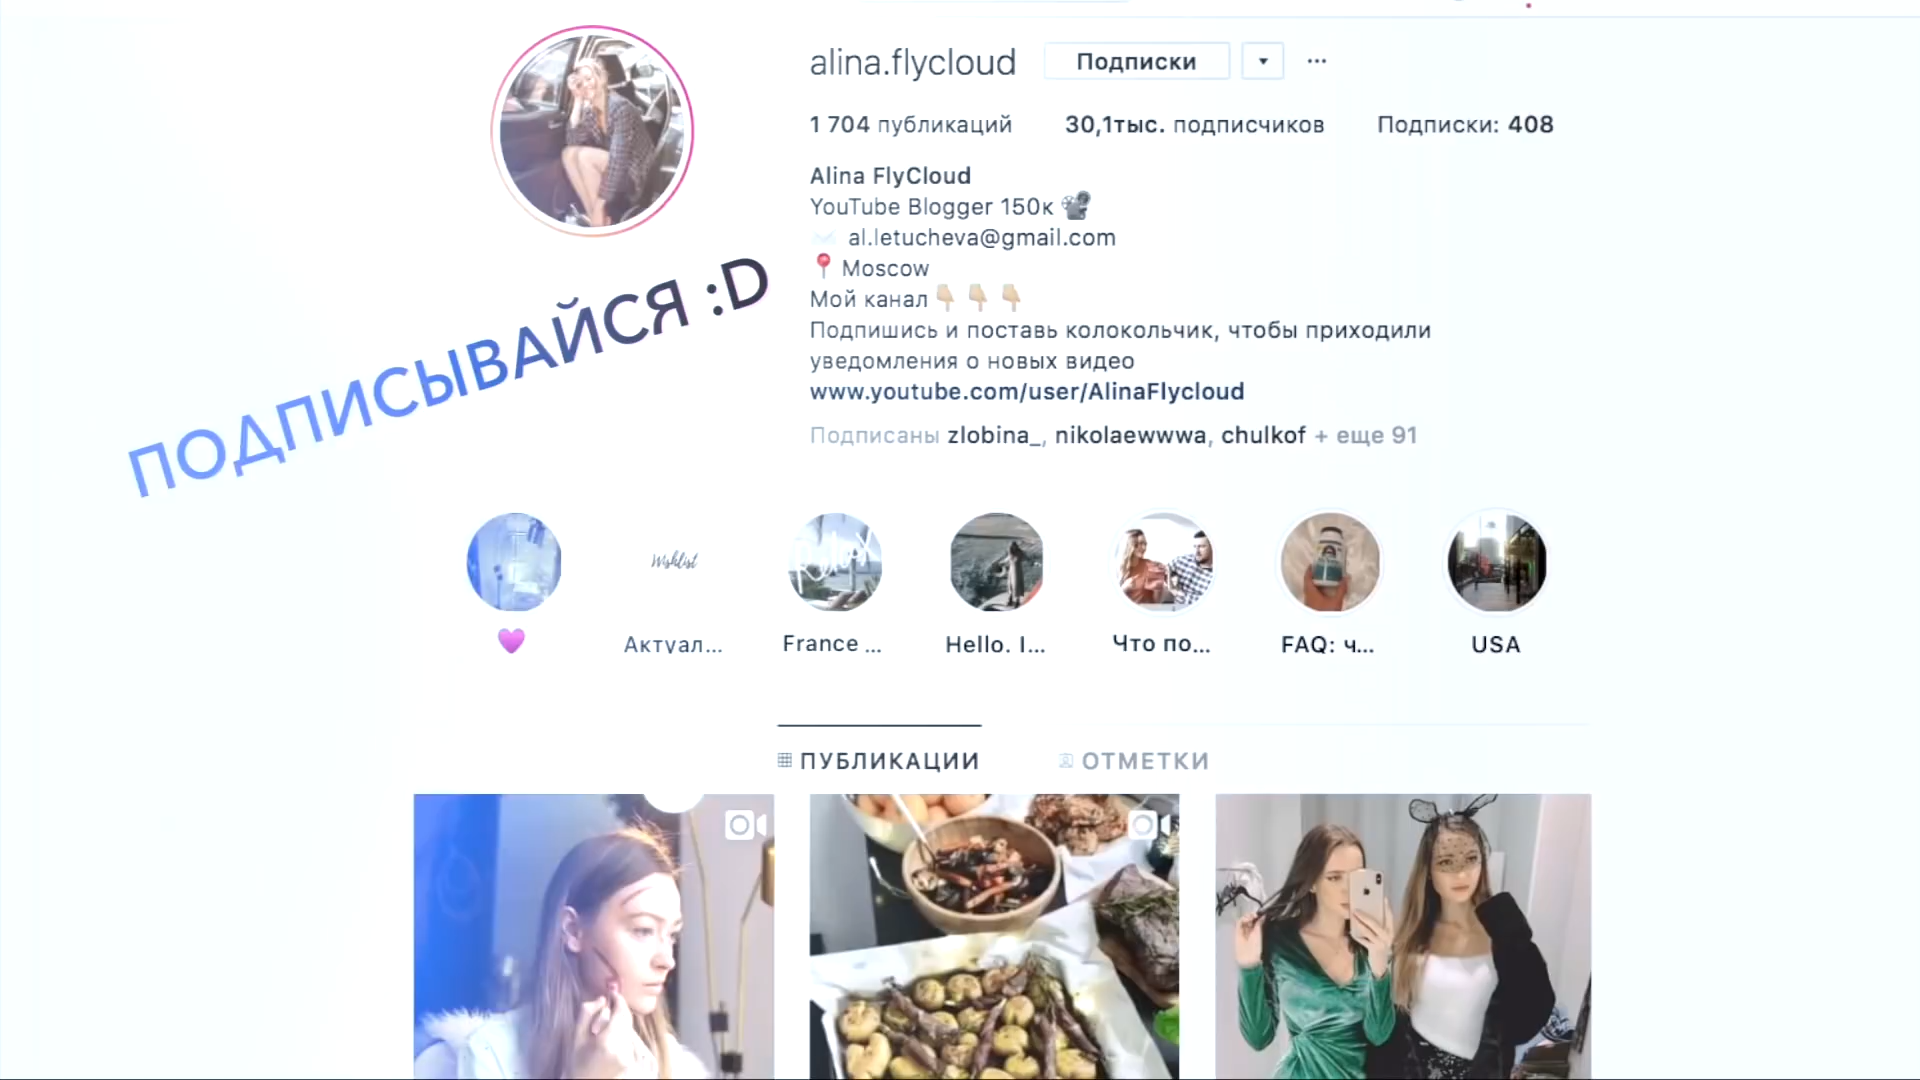 alina.flycloud Подписки
1 704 публикаций 30,1тыс. подписчиков Подписки: 408
Alina FlyCloud
YouTube Blogger 150к
al.letucheva@gmail.com
Moscow
Мой канал
Подпишись и поставь колокольчик, чтобы приходили
уведомления о новых видео
www.youtube.com/user/AlinaFlycloud
Подписаны zlobina_, nikolaewwwa, chulkof + еще 91
ПОДПИСЫВАЙСЯ :D
Wishlist
Relax
Актуал... France ... Hello. I... Что по... FAQ: ч... USA
ПУБЛИКАЦИИ ОТМЕТКИ